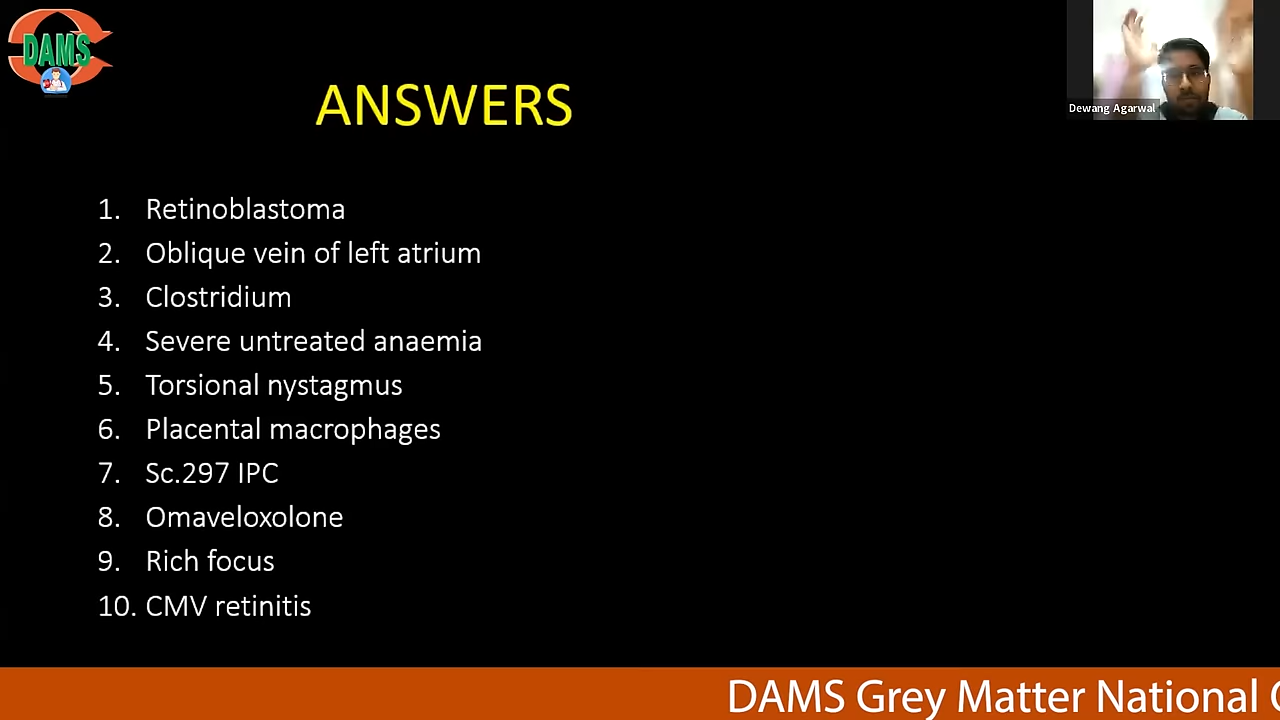 DAMS
Dewang Agarwal
ANSWERS
1. Retinoblastoma
2. Oblique vein of left atrium
3. Clostridium
4. Severe untreated anaemia
5. Torsional nystagmus
6. Placental macrophages
7. Sc.297 IPC
8. Omaveloxolone
9. Rich focus
10. CMV retinitis
DAMS Grey Matter National